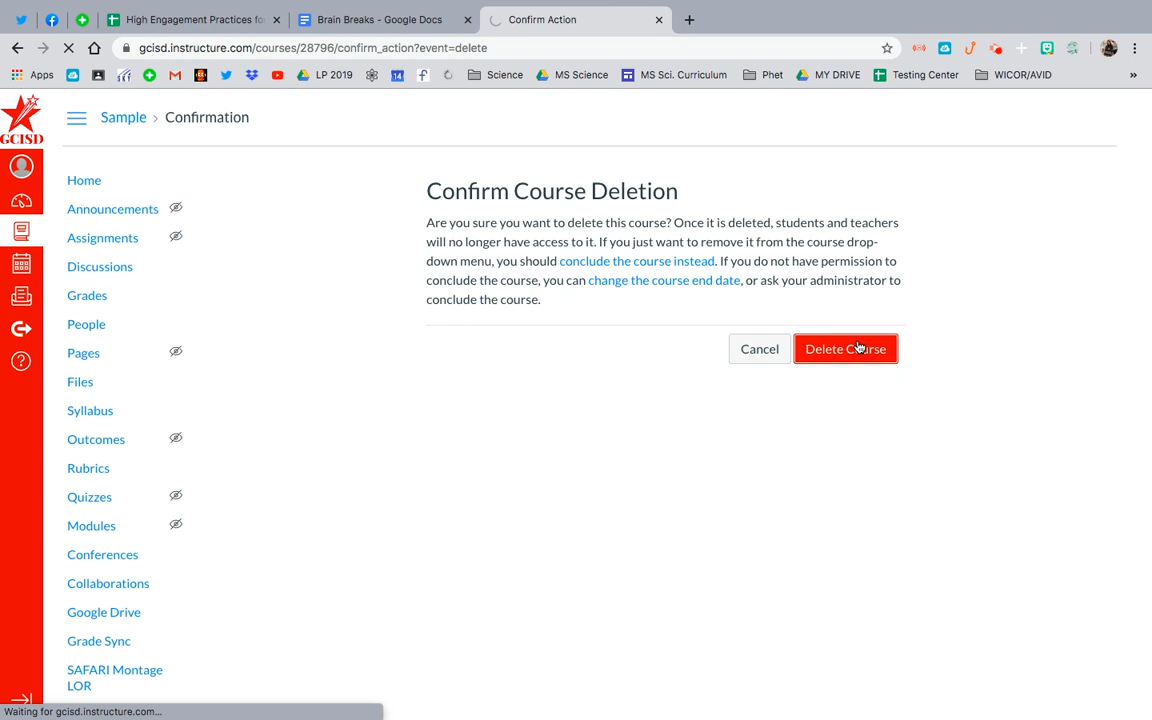 High Engagement Practices fo
Brain Breaks - Google Docs
Confirm Action
gcisd.instructure.com/courses/28796/confirm_action?event=delete
Apps
LP 2019
14
Science
MS Science
MS Sci. Curriculum
Phet
MY DRIVE
Testing Center
WICOR/AVID
GCISD
Sample › Confirmation
Home
Announcements
Assignments
Discussions
Grades
People
Pages
Files
Syllabus
Outcomes
Rubrics
Quizzes
Modules
Conferences
Collaborations
Google Drive
Grade Sync
SAFARI Montage
LOR
Confirm Course Deletion
Are you sure you want to delete this course? Once it is deleted, students and teachers
will no longer have access to it. If you just want to remove it from the course drop-
down menu, you should conclude the course instead. If you do not have permission to
conclude the course, you can change the course end date, or ask your administrator to
conclude the course.
Cancel
Delete Course
Waiting for gcisd.instructure.com...